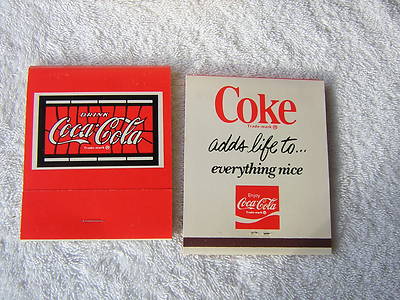 DRINK
Coca-Cola
Trade-mark ®
Coke
Trade-mark ®
adds life to...
everything nice
Enjoy
Coca-Cola
Trade-mark ®